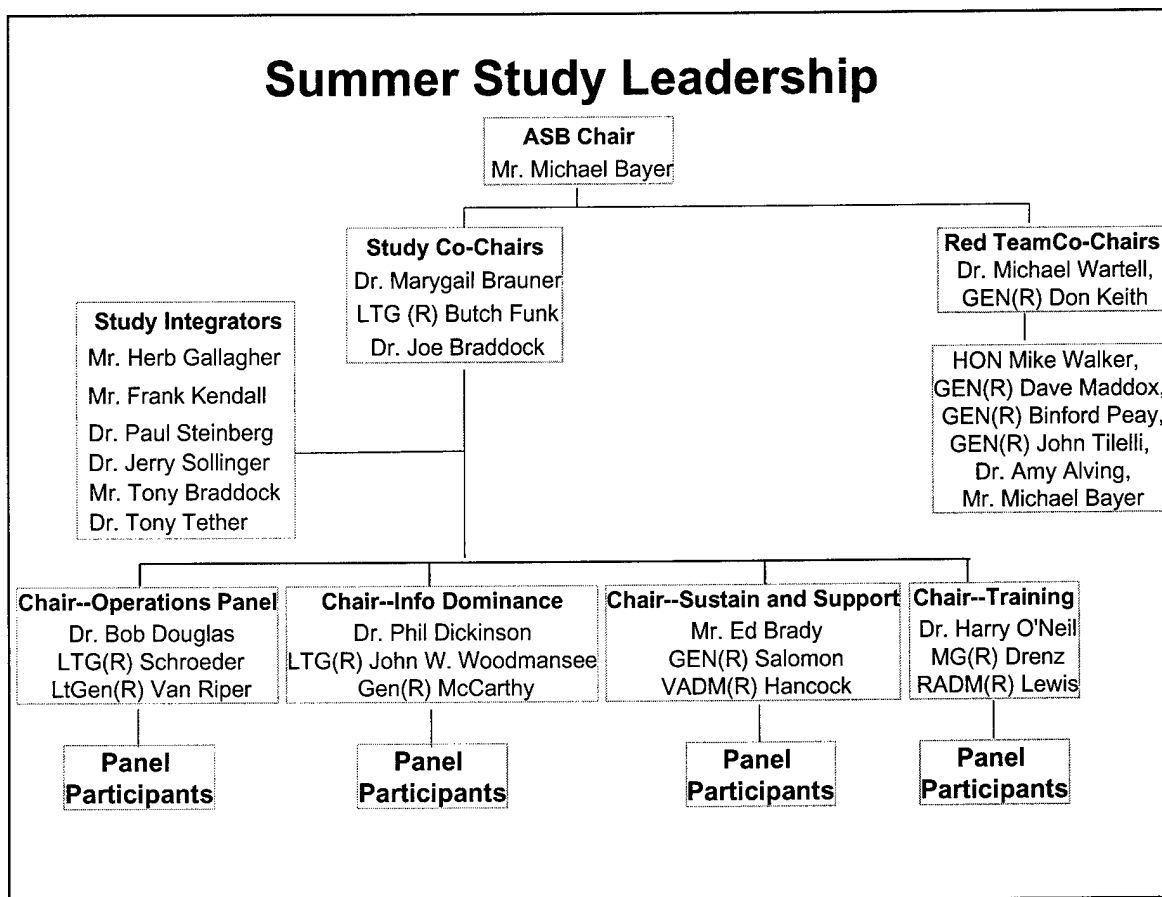 Summer Study Leadership
ASB Chair
Mr. Michael Bayer
Study Co-Chairs
Dr. Marygail Brauner
LTG (R) Butch Funk
Dr. Joe Braddock
Red TeamCo-Chairs
Dr. Michael Wartell,
GEN(R) Don Keith
Study Integrators
Mr. Herb Gallagher
Mr. Frank Kendall
Dr. Paul Steinberg
Dr. Jerry Sollinger
Mr. Tony Braddock
Dr. Tony Tether
HON Mike Walker,
GEN(R) Dave Maddox,
GEN(R) Binford Peay,
GEN(R) John Tilelli,
Dr. Amy Alving,
Mr. Michael Bayer
Chair--Operations Panel
Dr. Bob Douglas
LTG(R) Schroeder
LtGen(R) Van Riper
Chair--Info Dominance
Dr. Phil Dickinson
LTG(R) John W. Woodmansee
Gen(R) McCarthy
Chair--Sustain and Support
Mr. Ed Brady
GEN(R) Salomon
VADM(R) Hancock
Chair--Training
Dr. Harry O'Neil
MG(R) Drenz
RADM(R) Lewis
Panel
Participants
Panel
Participants
Panel
Participants
Panel
Participants